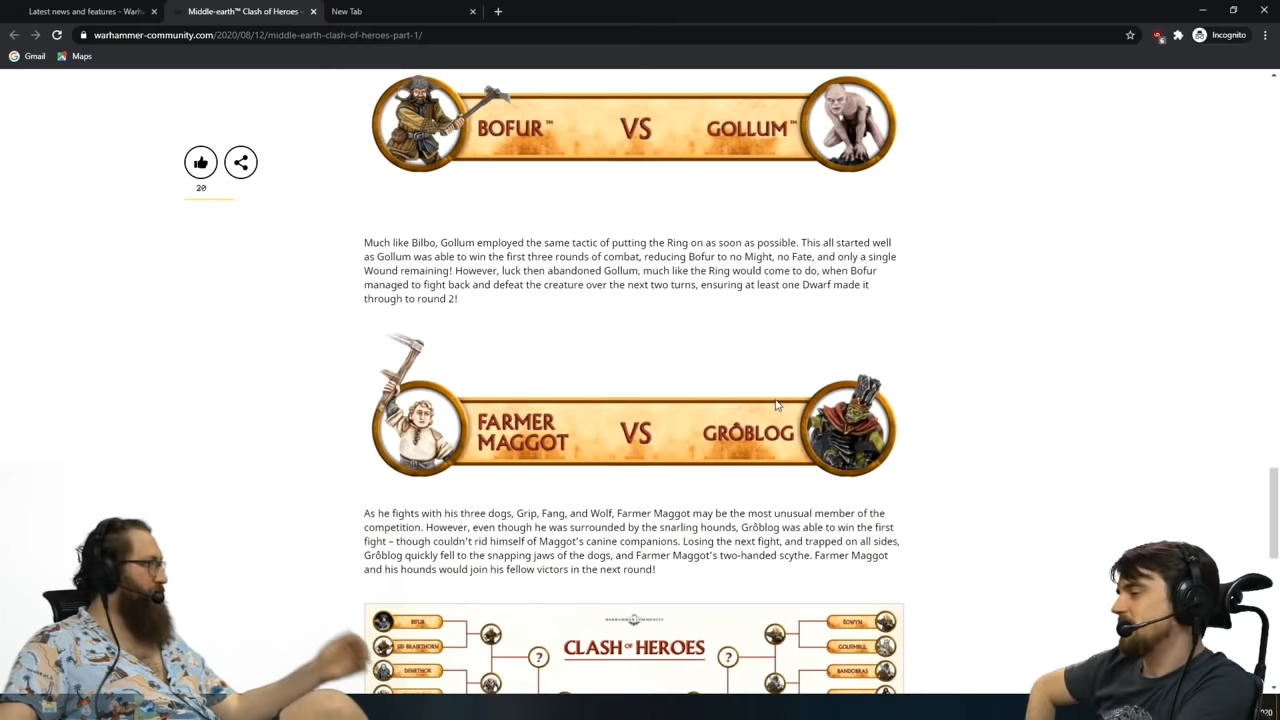 Latest news and features - Warh
Middle-earth™ Clash of Heroes -
New Tab
warhammer-community.com/2020/08/12/middle-earth-clash-of-heroes-part-1/
Incognito
Gmail
Maps
BOFUR™ VS GOLLUM™
20
Much like Bilbo, Gollum employed the same tactic of putting the Ring on as soon as possible. This all started well
as Gollum was able to win the first three rounds of combat, reducing Bofur to no Might, no Fate, and only a single
Wound remaining! However, luck then abandoned Gollum, much like the Ring would come to do, when Bofur
managed to fight back and defeat the creature over the next two turns, ensuring at least one Dwarf made it
through to round 2!
FARMER
MAGGOT VS GRÔBLOG
As he fights with his three dogs, Grip, Fang, and Wolf, Farmer Maggot may be the most unusual member of the
competition. However, even though he was surrounded by the snarling hounds, Grôblog was able to win the first
fight – though couldn't rid himself of Maggot's canine companions. Losing the next fight, and trapped on all sides,
Grôblog quickly fell to the snapping jaws of the dogs, and Farmer Maggot's two-handed scythe. Farmer Maggot
and his hounds would join his fellow victors in the next round!
WARHAMMER COMMUNITY
CLASH OF HEROES
BIFUR
SID BRAKETHORN
DENETHOR
?
?
ÉOWYN
GOLFIMBUL
BANDOBRAS